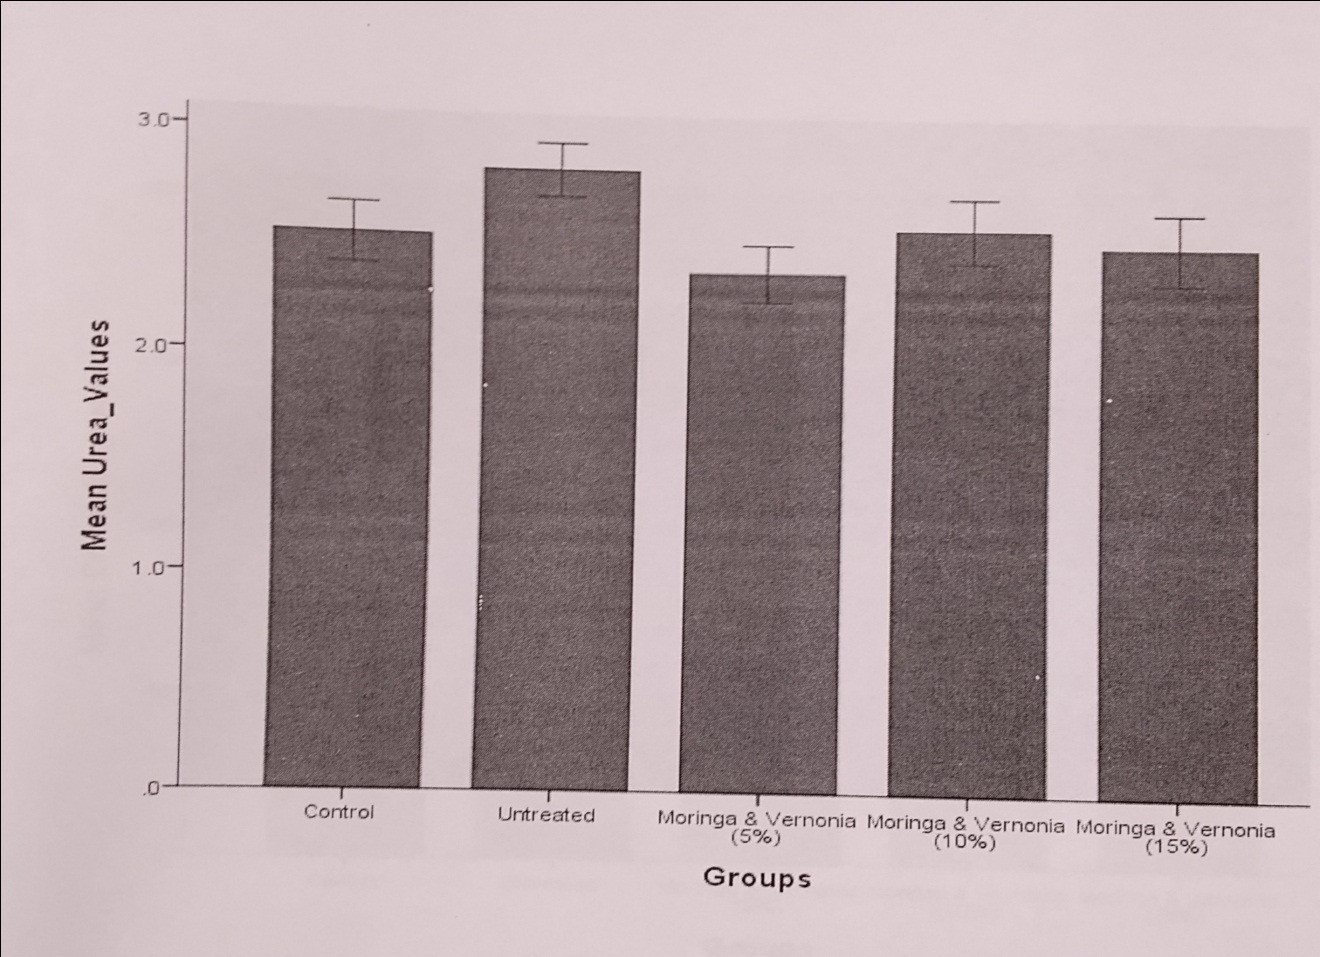 3.0
2.0
1.0
.0
Mean Urea_Values
Control
Untreated
Moringa & Vernonia
(5%)
Moringa & Vernonia
(10%)
Moringa & Vernonia
(15%)
Groups